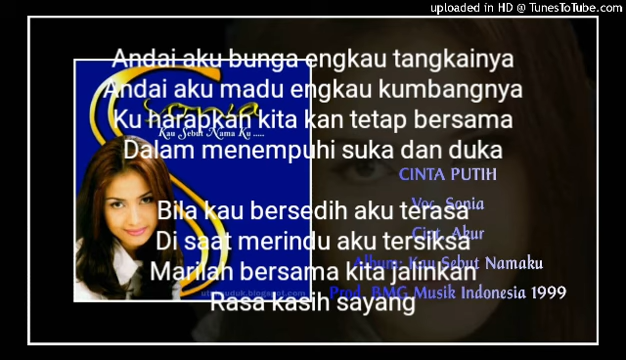 uploaded in HD @ TunesToTube.com
Andai aku bunga engkau tangkainya
Andai aku madu engkau kumbangnya
Ku harapkan kita kan tetap bersama
Dalam menempuhi suka dan duka
Bila kau bersedih aku terasa
Di saat merindu aku tersiksa
Marilah bersama kita jalinkan
Rasa kasih sayang
Sonia
Kau Sebut Nama Ku .....
CINTA PUTIH
Voc. Sonia
Cipt. Akur
Album: Kau Sebut Namaku
Prod. BMG Musik Indonesia 1999